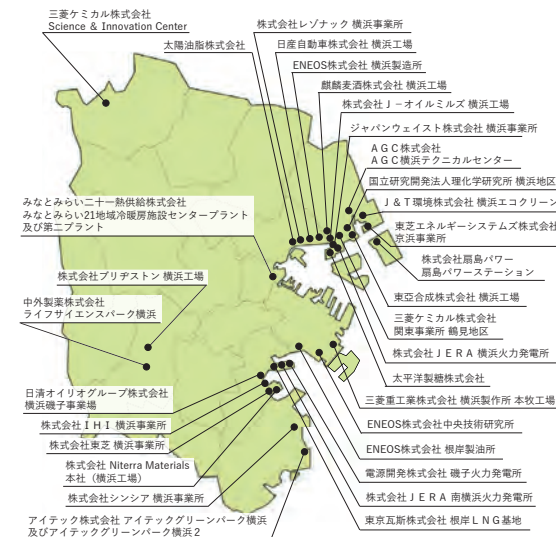 三菱ケミカル株式会社
Science & Innovation Center
太陽油脂株式会社
株式会社レゾナック 横浜事業所
日産自動車株式会社 横浜工場
ENEOS株式会社 横浜製造所
麒麟麦酒株式会社 横浜工場
株式会社J－オイルミルズ 横浜工場
ジャパンウェイスト株式会社 横浜事業所
AGC株式会社
AGC横浜テクニカルセンター
国立研究開発法人理化学研究所 横浜地区
J＆T環境株式会社 横浜エコクリーン
東芝エネルギーシステムズ株式会社
京浜事業所
株式会社扇島パワー
扇島パワーステーション
東亞合成株式会社 横浜工場
三菱ケミカル株式会社
関東事業所 鶴見地区
株式会社JERA 横浜火力発電所
太平洋製糖株式会社
三菱重工業株式会社 横浜製作所 本牧工場
ENEOS株式会社中央技術研究所
ENEOS株式会社 根岸製油所
電源開発株式会社 磯子火力発電所
株式会社JERA 南横浜火力発電所
東京瓦斯株式会社 根岸LNG基地
みなとみらい二十一熱供給株式会社
みなとみらい21地域冷暖房施設センタープラント
及び第二プラント
株式会社ブリヂストン 横浜工場
中外製薬株式会社
ライフサイエンスパーク横浜
日清オイリオグループ株式会社
横浜磯子事業場
株式会社IHI 横浜事業所
株式会社東芝 横浜事業所
株式会社 Niterra Materials
本社（横浜工場）
株式会社シンシア 横浜事業所
アイテック株式会社 アイテックグリーンパーク横浜
及びアイテックグリーンパーク横浜2